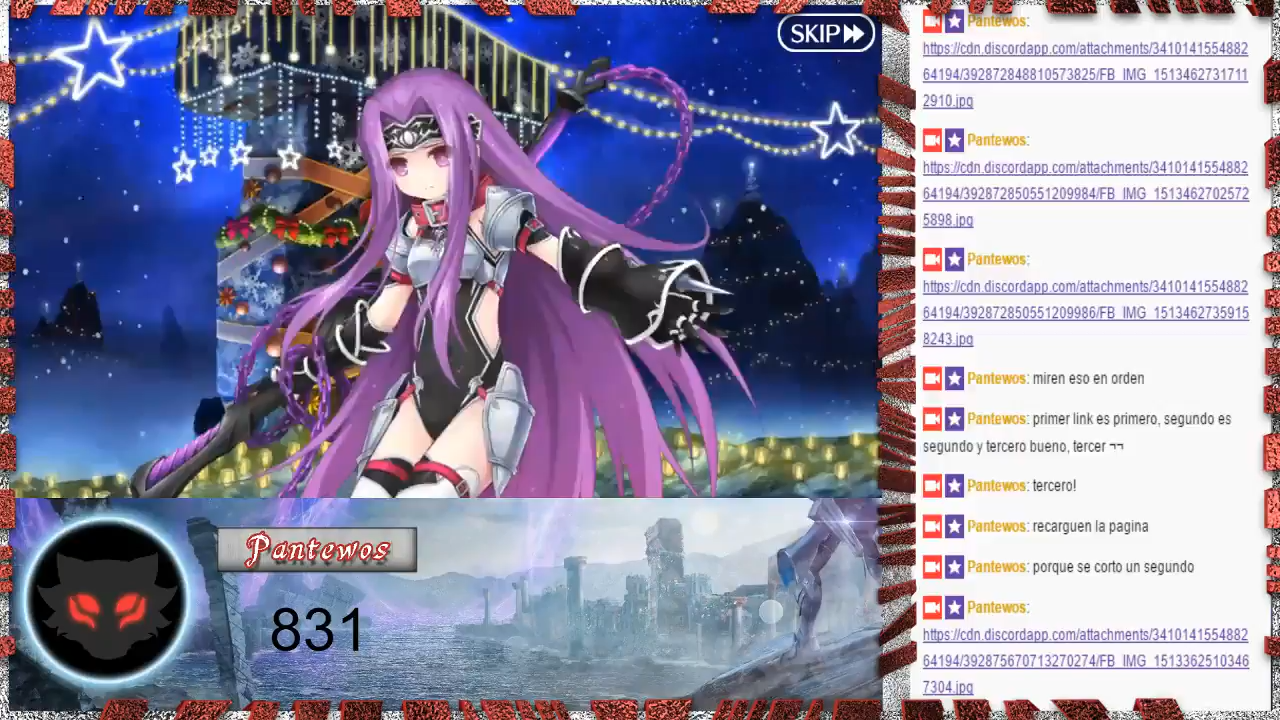 SKIP
Pantewos
831
Pantewos:
https://cdn.discordapp.com/attachments/3410141554882
64194/392872848810573825/FB_IMG_1513462731711
2910.jpg
Pantewos:
https://cdn.discordapp.com/attachments/3410141554882
64194/392872850551209984/FB_IMG_1513462702572
5898.jpg
Pantewos:
https://cdn.discordapp.com/attachments/3410141554882
64194/392872850551209986/FB_IMG_1513462735915
8243.jpg
Pantewos: miren eso en orden
Pantewos: primer link es primero, segundo es
segundo y tercero bueno, tercer ¬¬
Pantewos: tercero!
Pantewos: recarguen la pagina
Pantewos: porque se corto un segundo
Pantewos:
https://cdn.discordapp.com/attachments/3410141554882
64194/392875670713270274/FB_IMG_1513362510346
7304.jpg